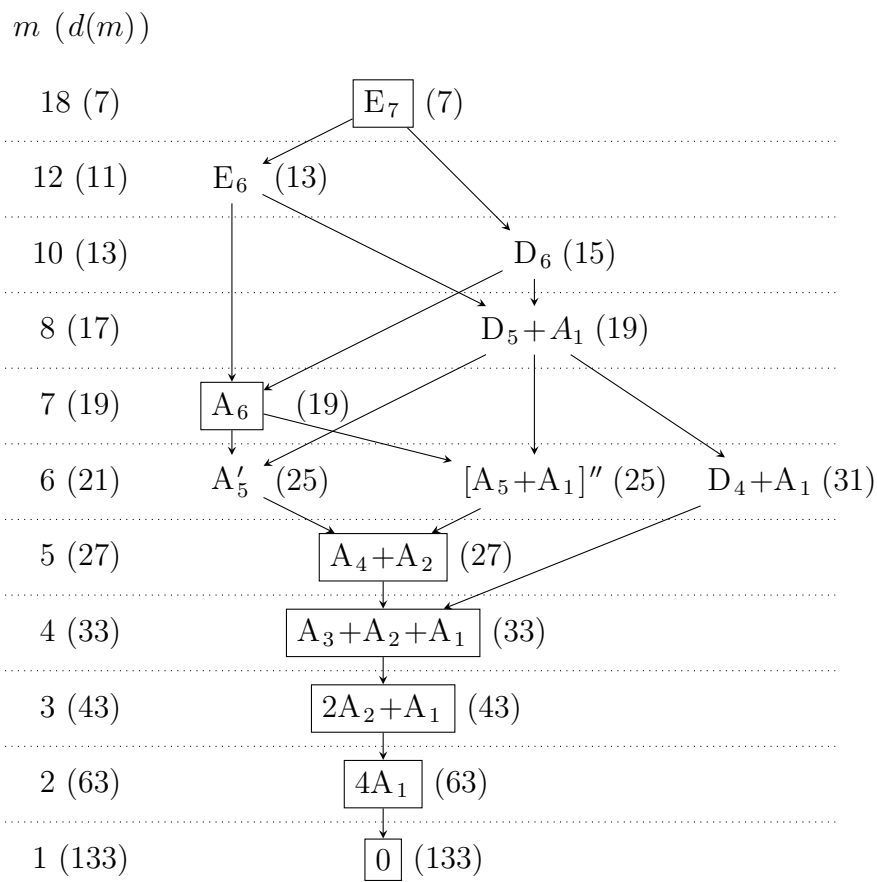 m (d(m))
18 (7) E₇ (7)
12 (11) E₆ (13)
10 (13) D₆ (15)
8 (17) D₅+A₁ (19)
7 (19) A₆ (19)
6 (21) A′₅ (25) [A₅+A₁]″ (25) D₄+A₁ (31)
5 (27) A₄+A₂ (27)
4 (33) A₃+A₂+A₁ (33)
3 (43) 2A₂+A₁ (43)
2 (63) 4A₁ (63)
1 (133) 0 (133)